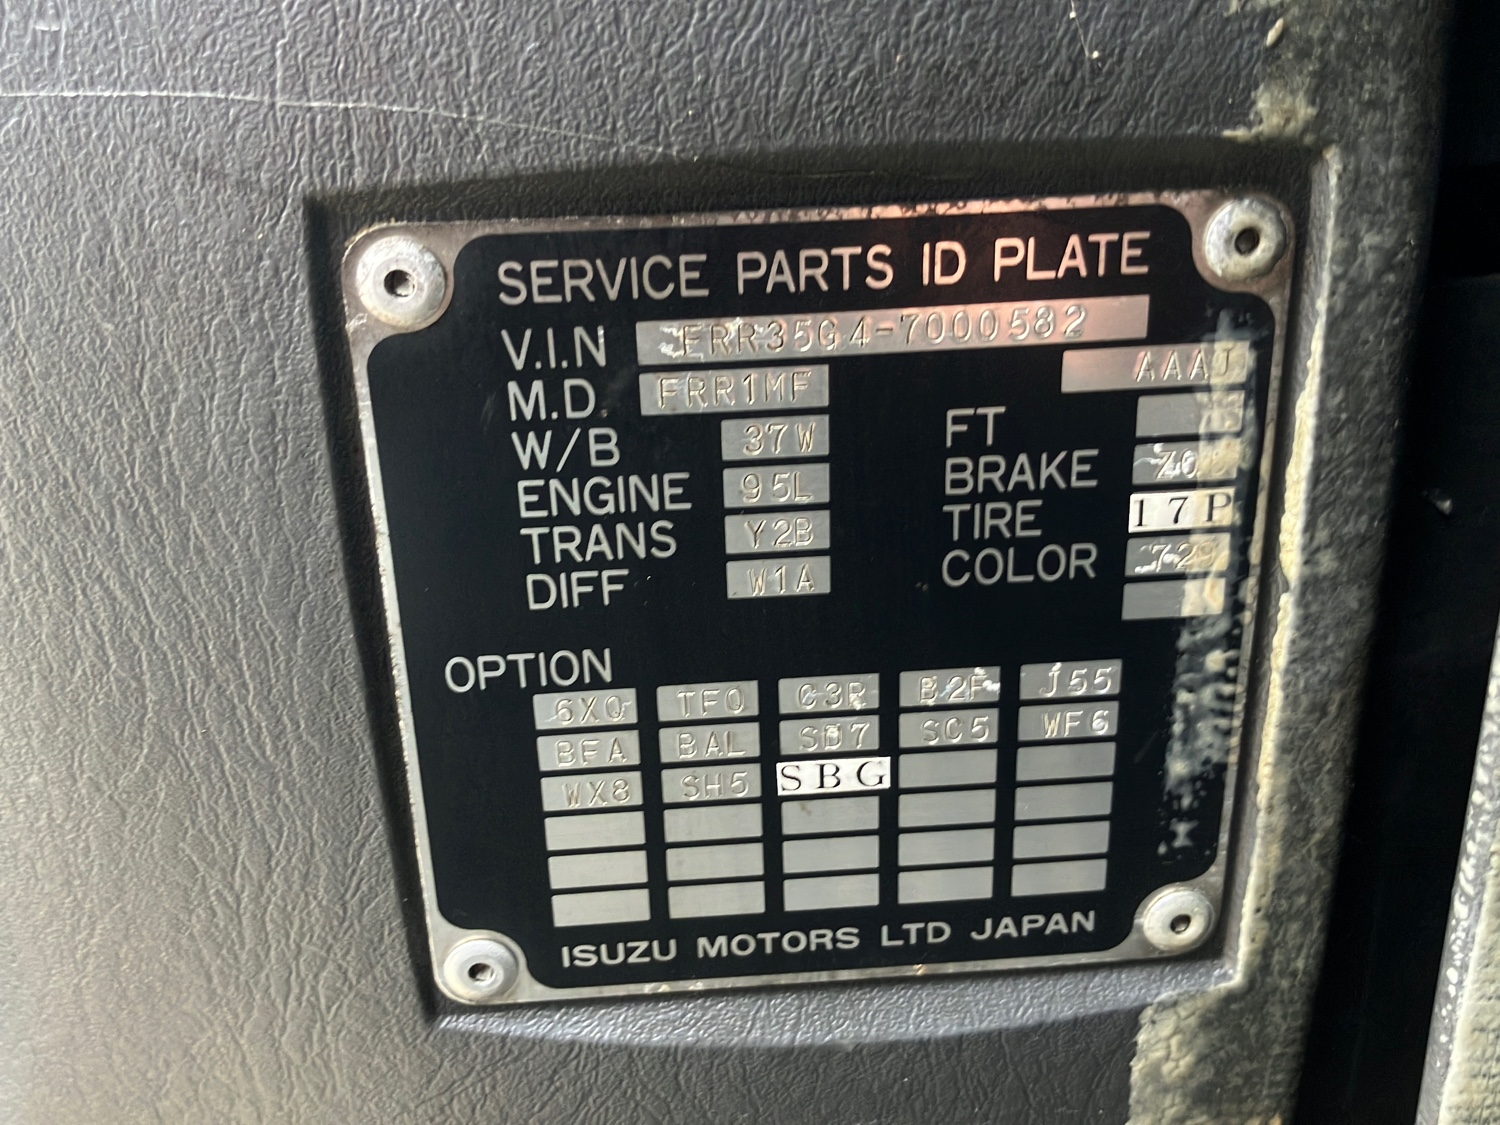 SERVICE PARTS ID PLATE
V.I.N FRR35G4-7000582
AAAJ
M.D. FRR1MF
W/B 37W FT
ENGINE 95L BRAKE
TRANS Y2B TIRE 17P
DIFF W1A COLOR 729
OPTION
6X0 TF0 C3R B2F J55
BFA BAL SD7 SC5 WF6
WX8 SH5 SBG
ISUZU MOTORS LTD JAPAN